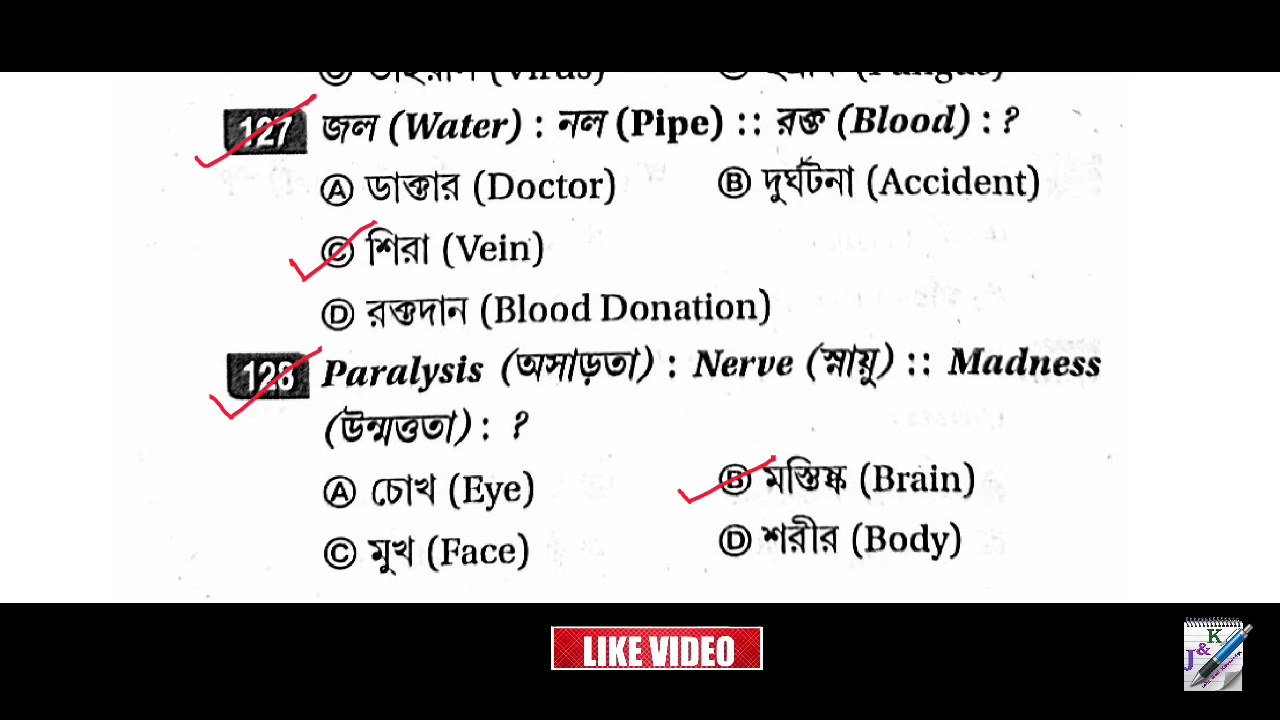 127 জল (Water) : নল (Pipe) :: রক্ত (Blood) : ?
Ⓐ ডাক্তার (Doctor) Ⓑ দুর্ঘটনা (Accident)
Ⓒ শিরা (Vein)
Ⓓ রক্তদান (Blood Donation)
128 Paralysis (অসাড়তা) : Nerve (স্নায়ু) :: Madness
(উন্মত্ততা) : ?
Ⓐ চোখ (Eye) Ⓑ মস্তিষ্ক (Brain)
Ⓒ মুখ (Face) Ⓓ শরীর (Body)
LIKE VIDEO
J&K